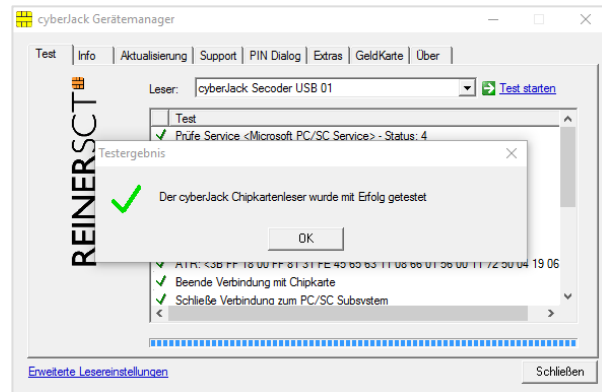 cyberJack Gerätemanager
Test Info Aktualisierung Support PIN Dialog Extras GeldKarte Über
REINERSCT
Leser: cyberJack Secoder USB 01 Test starten
Test
Prüfe Service <Microsoft PC/SC Service> - Status: 4
Testergebnis
Der cyberJack Chipkartenleser wurde mit Erfolg getestet
OK
ATR: <3B FF 18 00 FF 81 31 FE 45 65 63 11 08 66 01 56 00 11 72 50 04 19 06
Beende Verbindung mit Chipkarte
Schließe Verbindung zum PC/SC Subsystem
Erweiterte Lesereinstellungen
Schließen